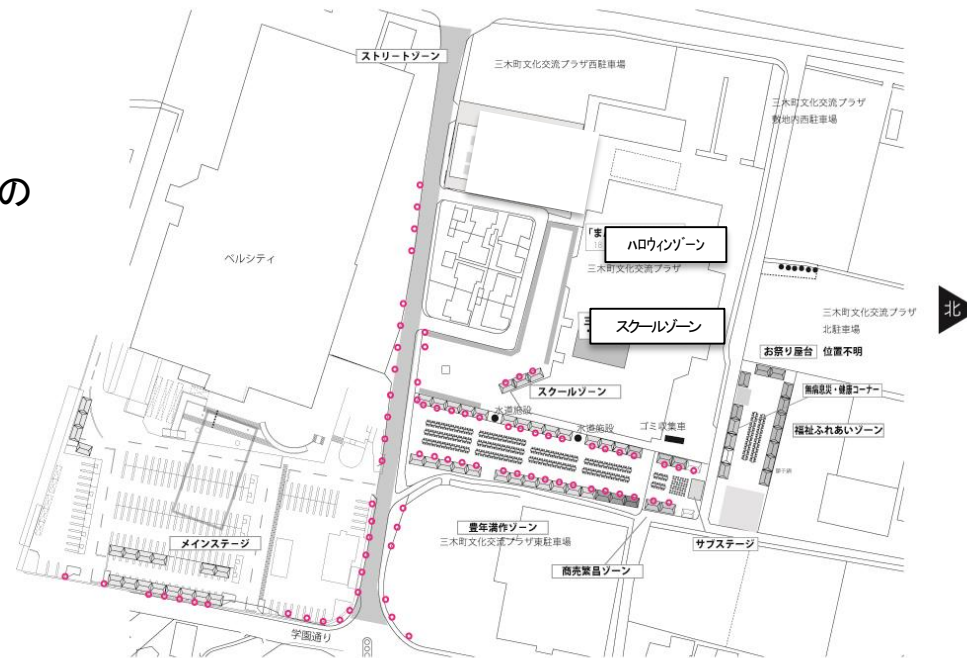 ストリートゾーン
三木町文化交流プラザ西駐車場
三木町文化交流プラザ
敷地内西駐車場
の
「ま
ハロウィンゾーン
三木町文化交流プラザ
ベルシティ
北
三木町文化交流プラザ
北駐車場
スクールゾーン
お祭り屋台 位置不明
スクールゾーン
無病息災・健康コーナー
水道施設
水道施設
ゴミ収集車
福祉ふれあいゾーン
豊年満作ゾーン
三木町文化交流プラザ東駐車場
メインステージ
サブステージ
商売繁昌ゾーン
学園通り